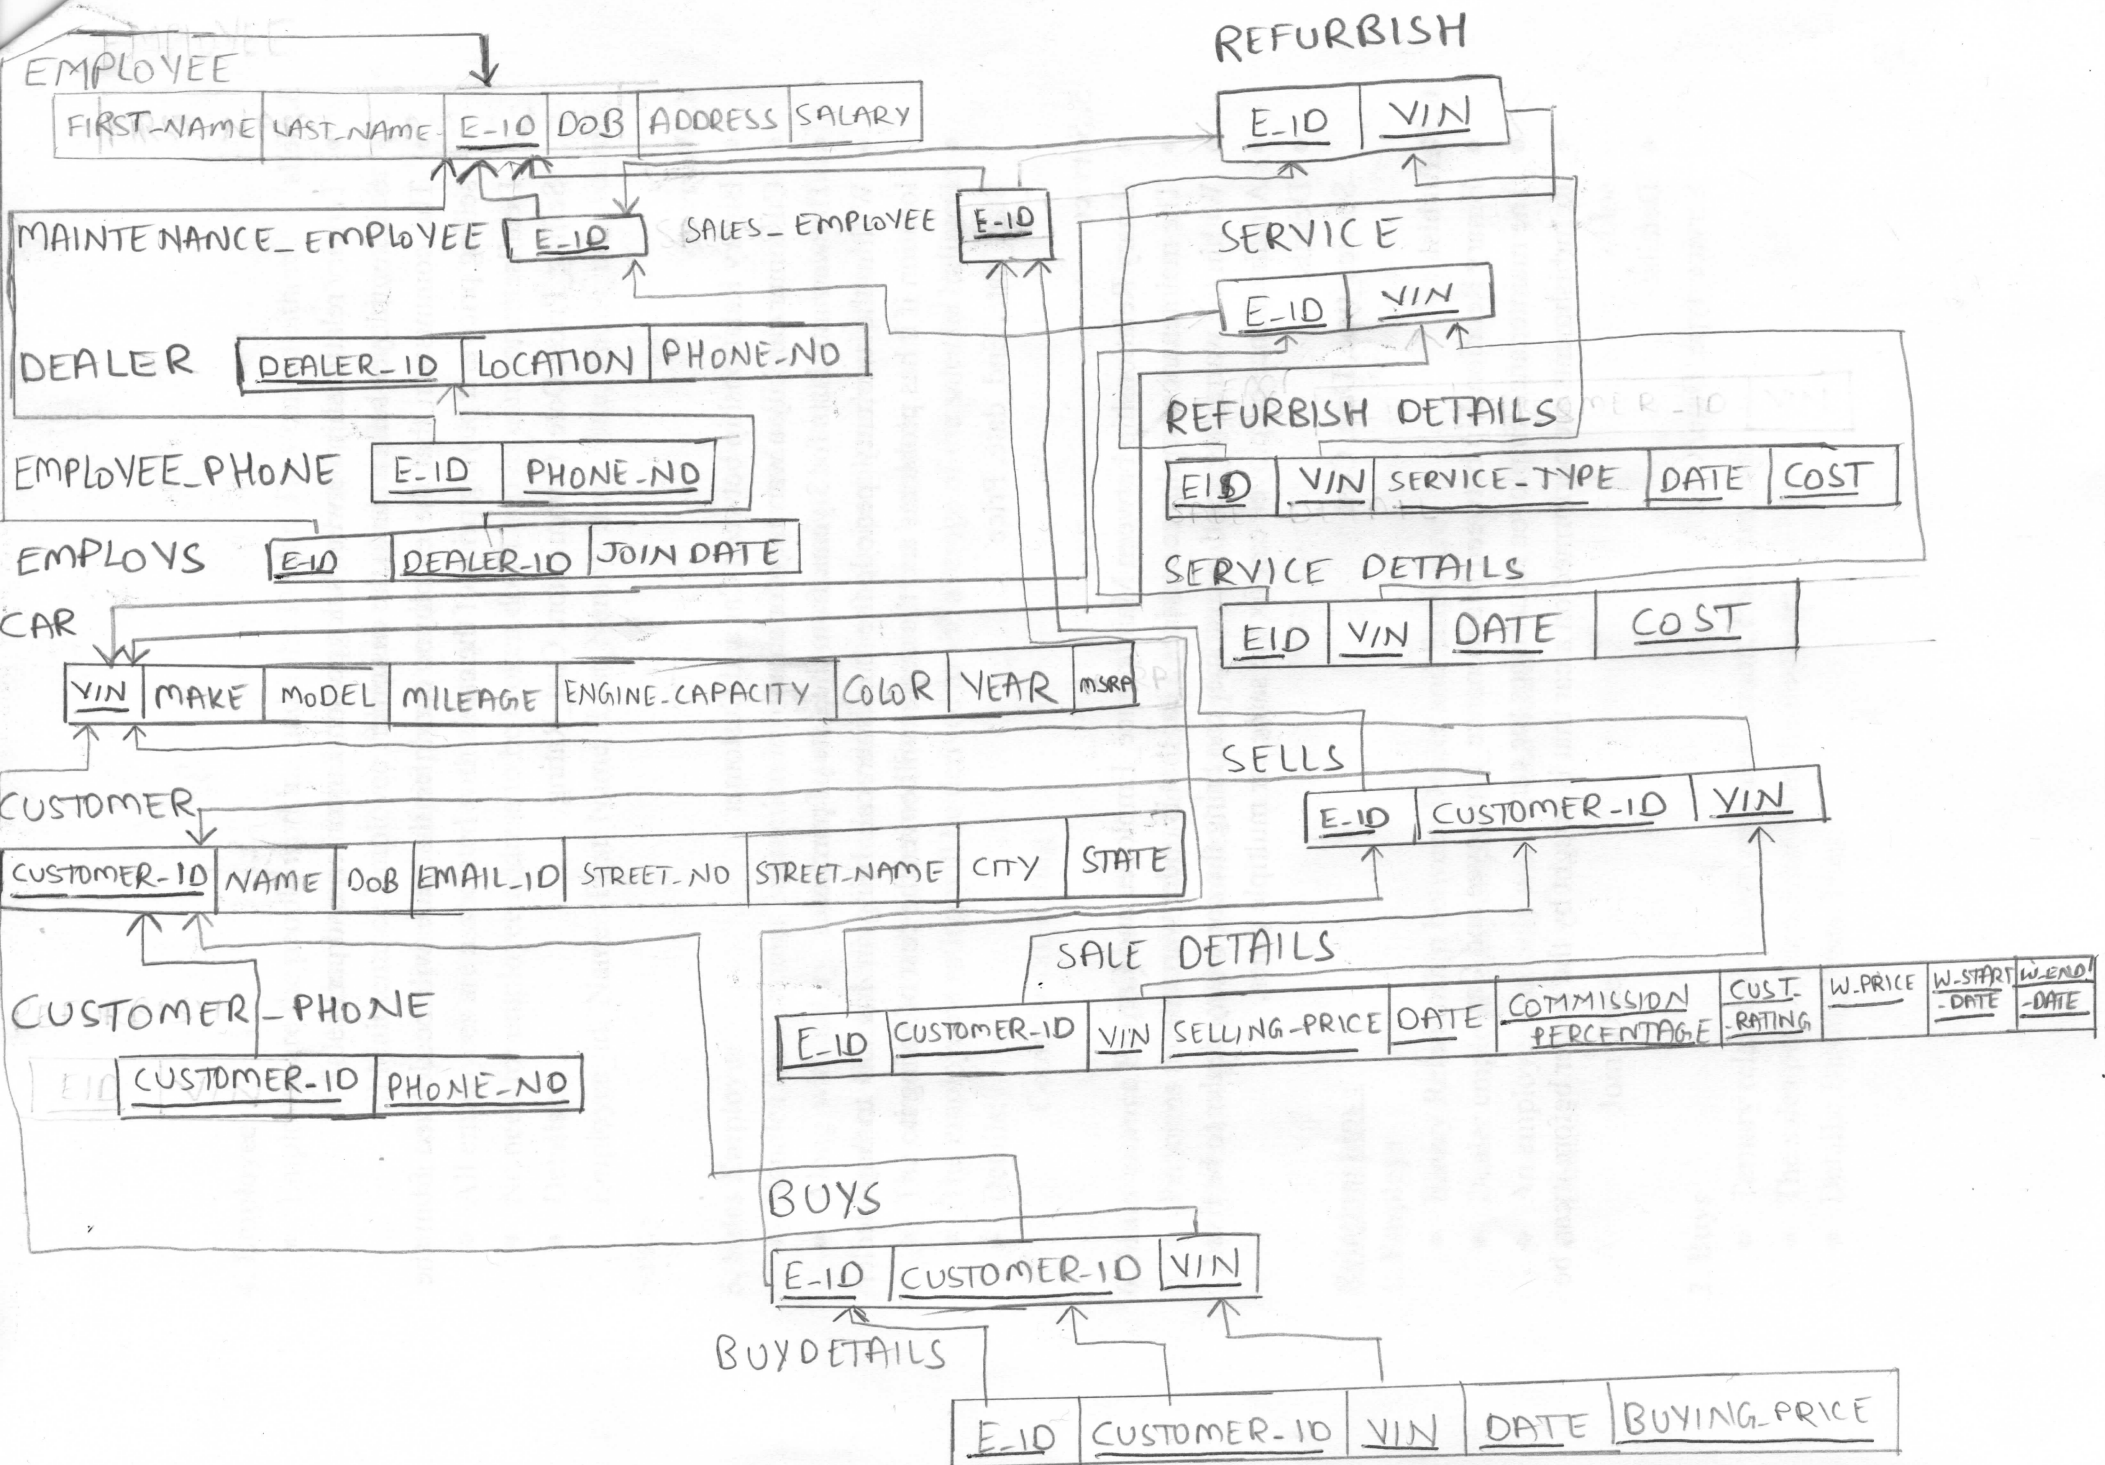 EMPLOYEE
FIRST_NAME LAST_NAME E_ID DOB ADDRESS SALARY
REFURBISH
E_ID VIN
MAINTENANCE_EMPLOYEE E_ID
SALES_EMPLOYEE E_ID
SERVICE
E_ID VIN
DEALER DEALER_ID LOCATION PHONE_NO
REFURBISH DETAILS
EID VIN SERVICE_TYPE DATE COST
EMPLOYEE_PHONE E_ID PHONE_NO
EMPLOYS E_ID DEALER_ID JOIN DATE
SERVICE DETAILS
EID VIN DATE COST
CAR
VIN MAKE MODEL MILEAGE ENGINE_CAPACITY COLOR YEAR MSRP
SELLS
E_ID CUSTOMER_ID VIN
CUSTOMER
CUSTOMER_ID NAME DOB EMAIL_ID STREET_NO STREET_NAME CITY STATE
SALE DETAILS
E_ID CUSTOMER_ID VIN SELLING_PRICE DATE COMMISSION PERCENTAGE CUST_RATING W_PRICE W_START_DATE W_END_DATE
CUSTOMER_PHONE
CUSTOMER_ID PHONE_NO
BUYS
E_ID CUSTOMER_ID VIN
BUYDETAILS
E_ID CUSTOMER_ID VIN DATE BUYING_PRICE